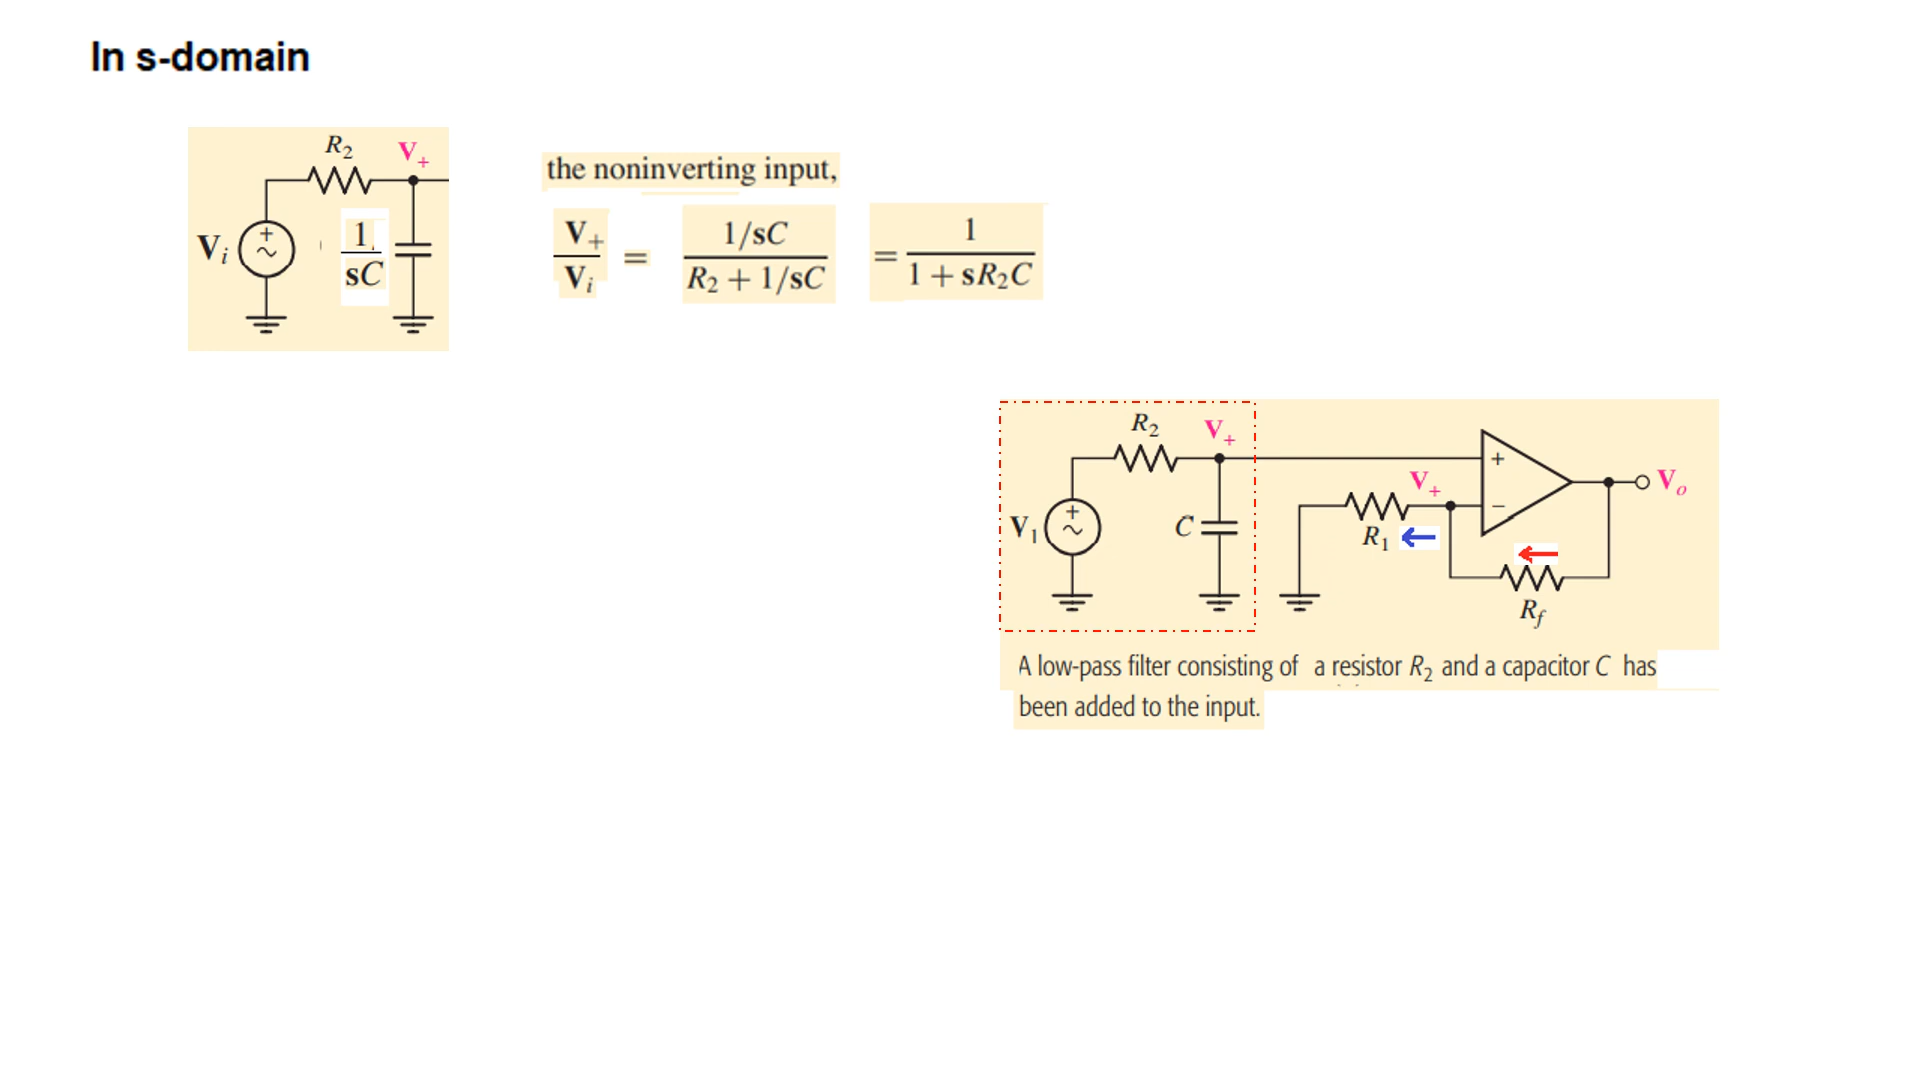 In s-domain
R₂ V₊
Vᵢ + 1/sC
the noninverting input,
V₊/Vᵢ = (1/sC)/(R₂ + 1/sC) = 1/(1 + sR₂C)
R₂ V₊
V₁ + C
V₊ R₁
+ − Vₒ
R_f
A low-pass filter consisting of a resistor R₂ and a capacitor C has
been added to the input.